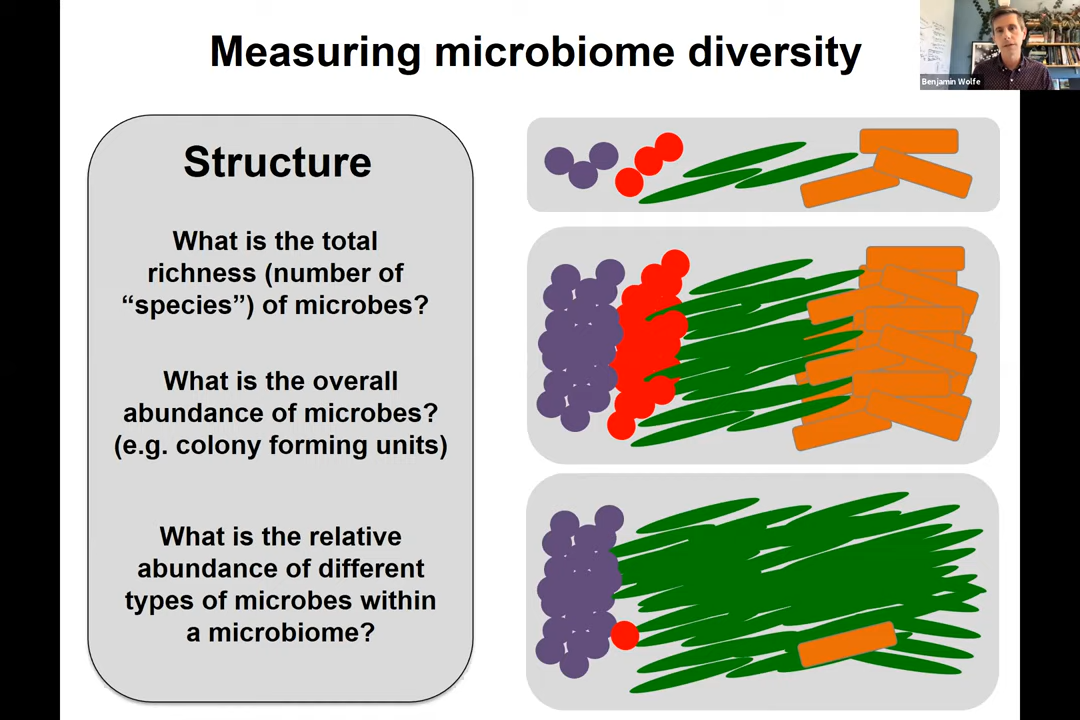 Measuring microbiome diversity
Benjamin Wolfe
Structure
What is the total
richness (number of
“species”) of microbes?
What is the overall
abundance of microbes?
(e.g. colony forming units)
What is the relative
abundance of different
types of microbes within
a microbiome?